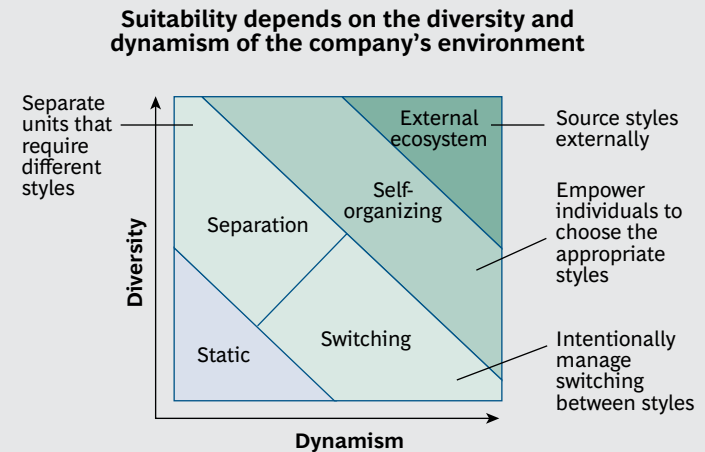 Suitability depends on the diversity and
dynamism of the company's environment
Separate
units that
require
different
styles
External
ecosystem
Source styles
externally
Self-
organizing
Empower
individuals to
choose the
appropriate
styles
Separation
Diversity
Switching
Static
Intentionally
manage
switching
between styles
Dynamism